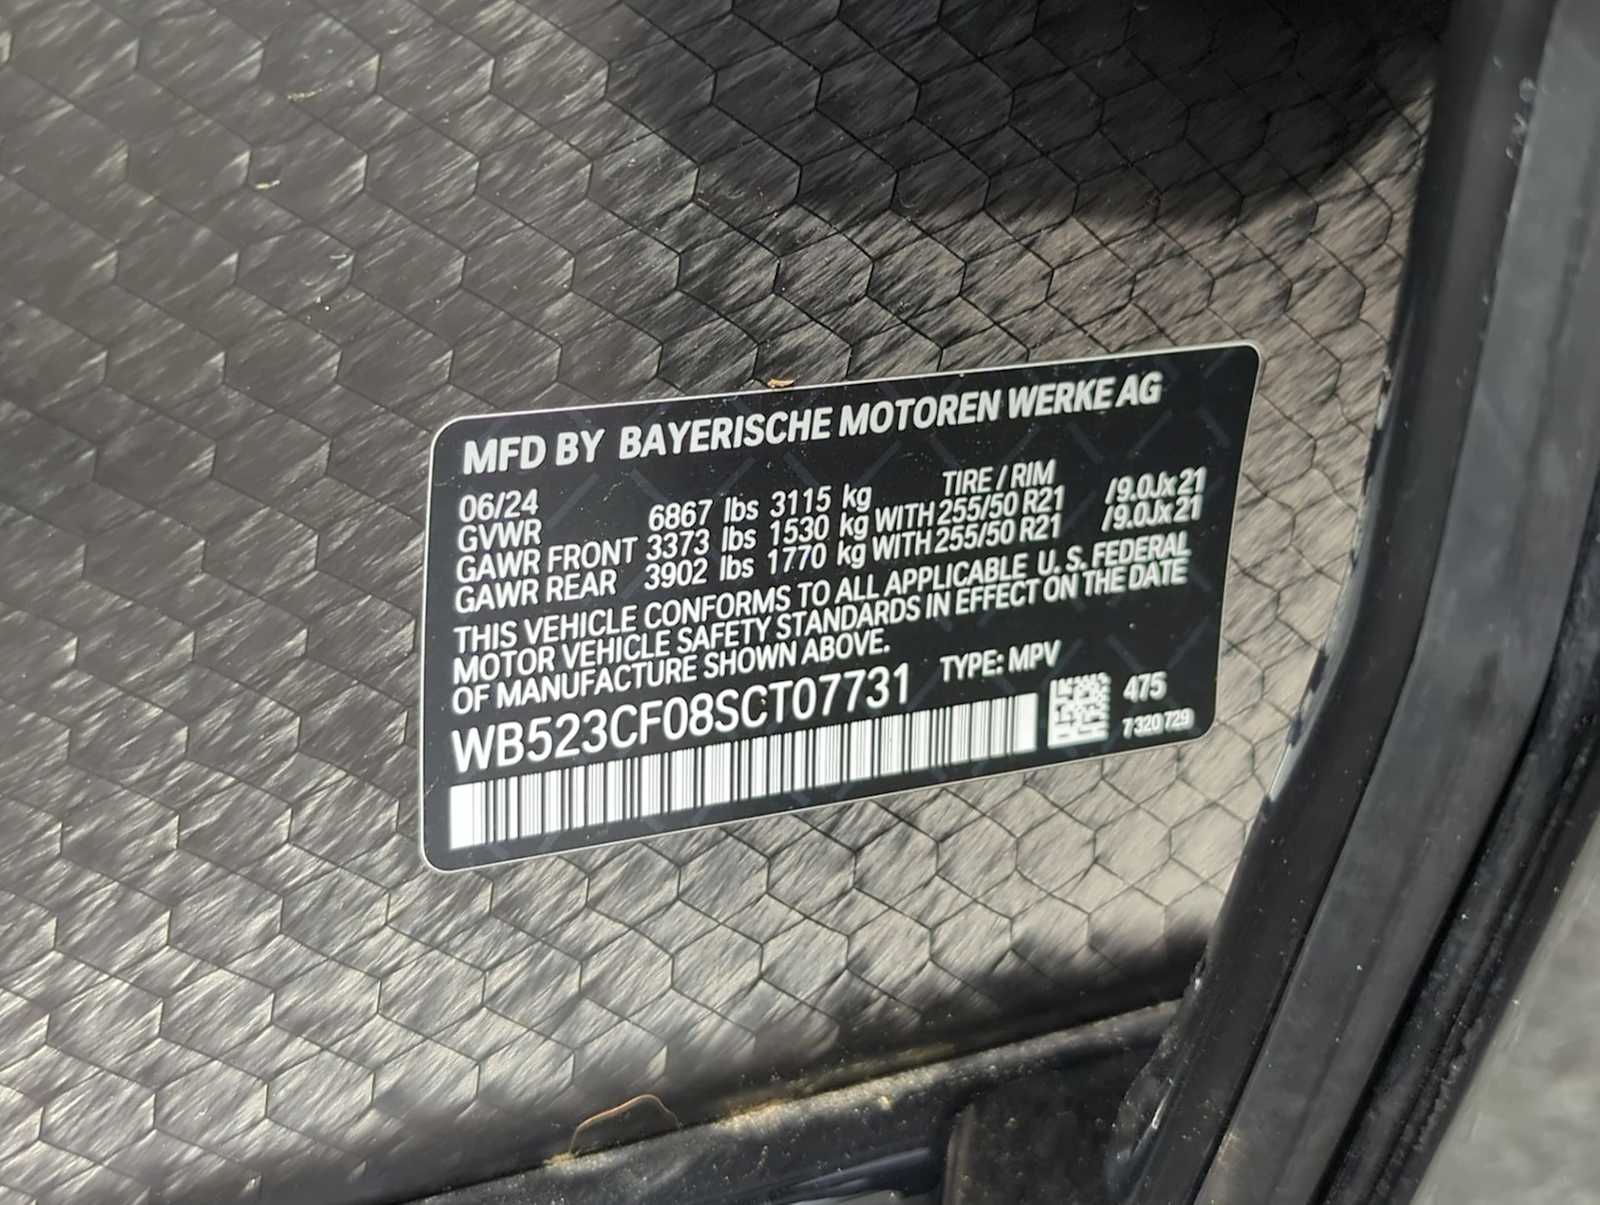 MFD BY BAYERISCHE MOTOREN WERKE AG
06/24 TIRE / RIM
GVWR 6867 lbs 3115 kg
GAWR FRONT 3373 lbs 1530 kg WITH 255/50 R21 /9.0Jx21
GAWR REAR 3902 lbs 1770 kg WITH 255/50 R21 /9.0Jx21
THIS VEHICLE CONFORMS TO ALL APPLICABLE U.S. FEDERAL
MOTOR VEHICLE SAFETY STANDARDS IN EFFECT ON THE DATE
OF MANUFACTURE SHOWN ABOVE.
WB523CF08SCT07731 TYPE: MPV
475
7 320 729